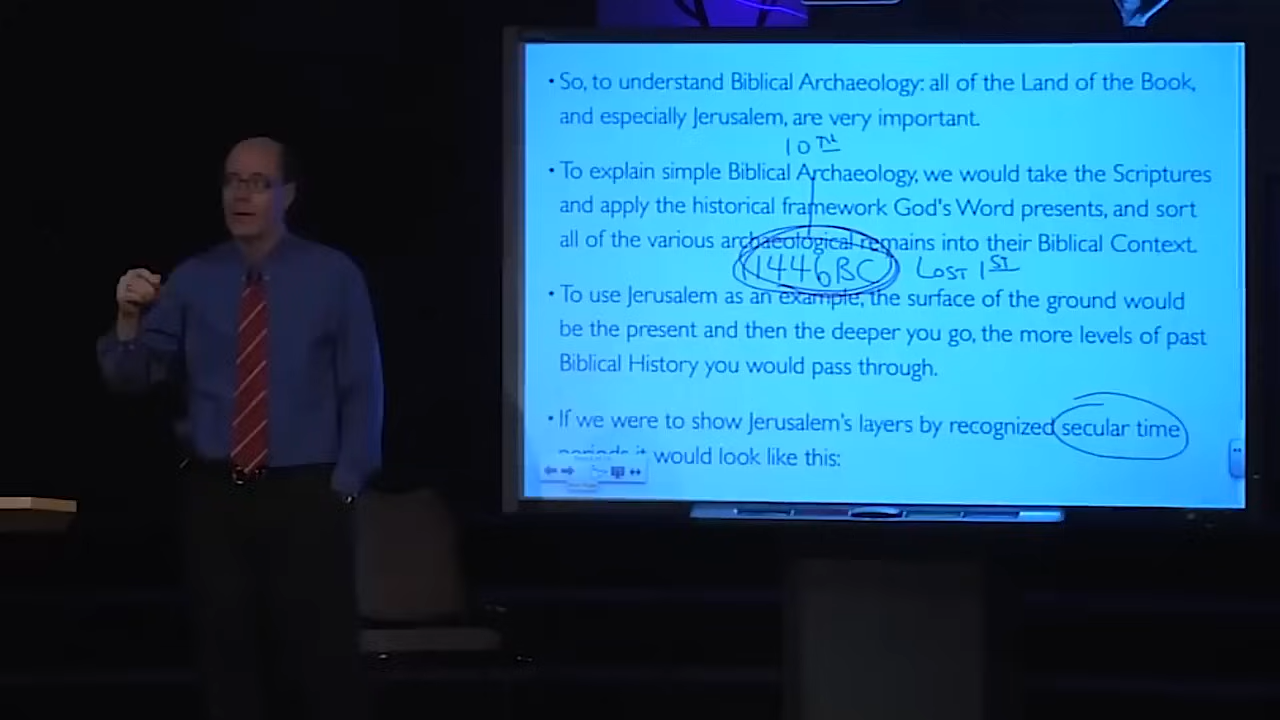 • So, to understand Biblical Archaeology: all of the Land of the Book,
and especially Jerusalem, are very important.
10TH
• To explain simple Biblical Archaeology, we would take the Scriptures
and apply the historical framework God's Word presents, and sort
all of the various archaeological remains into their Biblical Context.
1446BC LOST 1ST
• To use Jerusalem as an example, the surface of the ground would
be the present and then the deeper you go, the more levels of past
Biblical History you would pass through.
• If we were to show Jerusalem's layers by recognized secular time
periods it would look like this: